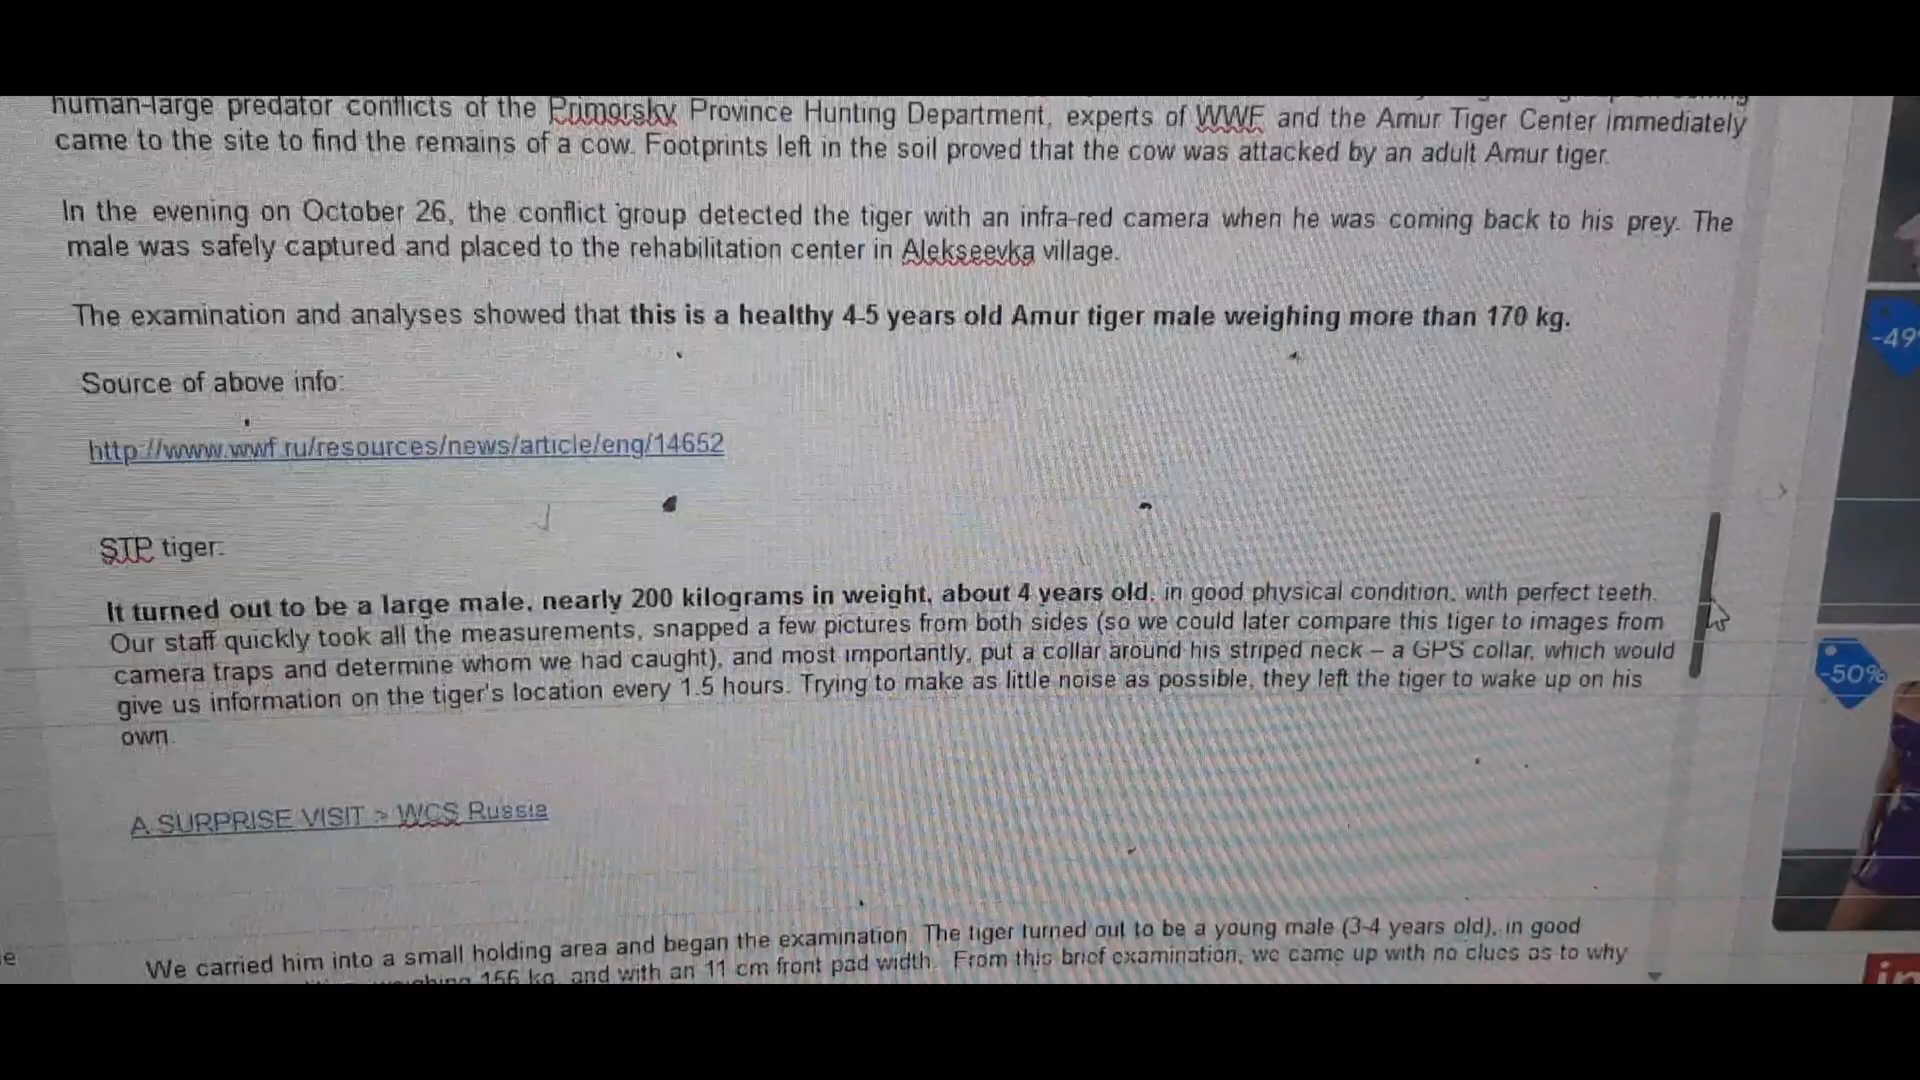 human-large predator conflicts of the Primorsky Province Hunting Department, experts of WWF and the Amur Tiger Center immediately
came to the site to find the remains of a cow. Footprints left in the soil proved that the cow was attacked by an adult Amur tiger.
In the evening on October 26, the conflict group detected the tiger with an infra-red camera when he was coming back to his prey. The
male was safely captured and placed to the rehabilitation center in Alekseevka village.
The examination and analyses showed that this is a healthy 4-5 years old Amur tiger male weighing more than 170 kg.
Source of above info:
http://www.wwf.ru/resources/news/article/eng/14652
STP tiger:
It turned out to be a large male, nearly 200 kilograms in weight, about 4 years old, in good physical condition, with perfect teeth.
Our staff quickly took all the measurements, snapped a few pictures from both sides (so we could later compare this tiger to images from
camera traps and determine whom we had caught), and most importantly, put a collar around his striped neck – a GPS collar, which would
give us information on the tiger's location every 1.5 hours. Trying to make as little noise as possible, they left the tiger to wake up on his
own.
A SURPRISE VISIT > WCS Russia
We carried him into a small holding area and began the examination. The tiger turned out to be a young male (3-4 years old), in good
156 kg, and with an 11 cm front pad width. From this brief examination, we came up with no clues as to why
-49
-50%
in